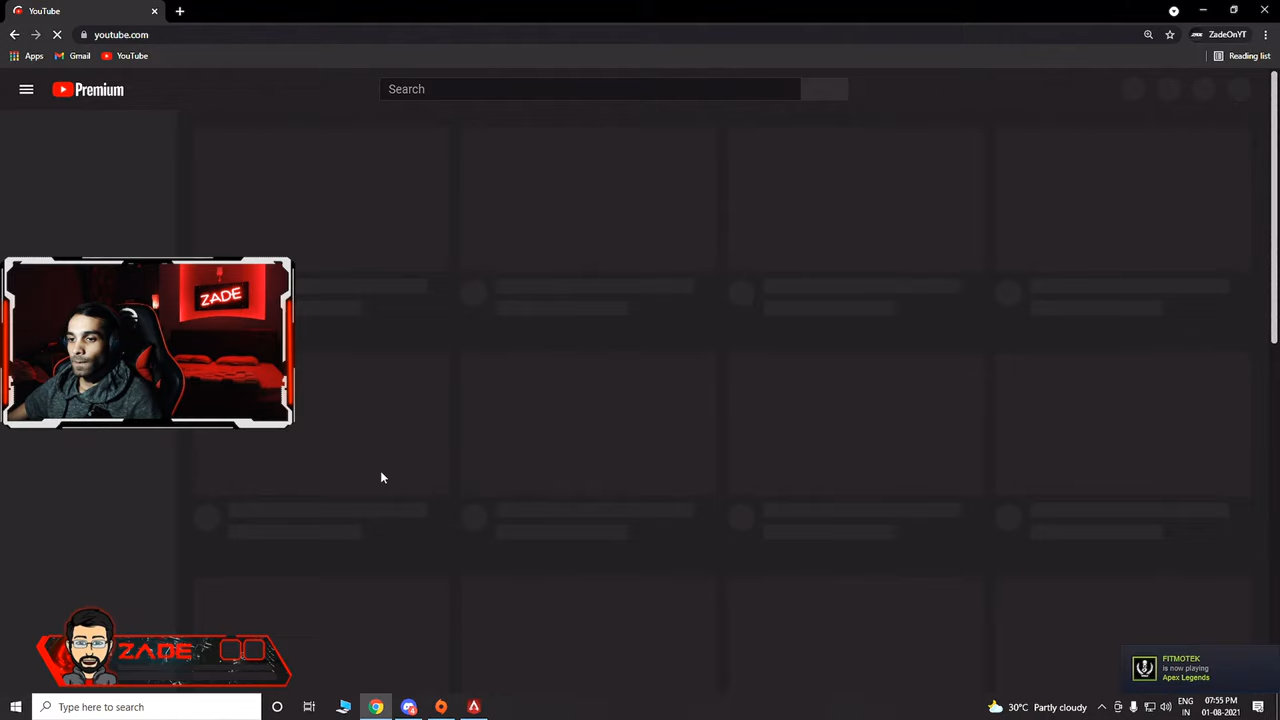 YouTube
youtube.com
ZadeOnYT
Apps
Gmail
YouTube
Reading list
Premium
Search
ZADE
ZADE
FITMOTEK
is now playing
Apex Legends
Type here to search
30°C Partly cloudy
ENG
IN
07:55 PM
01-08-2021